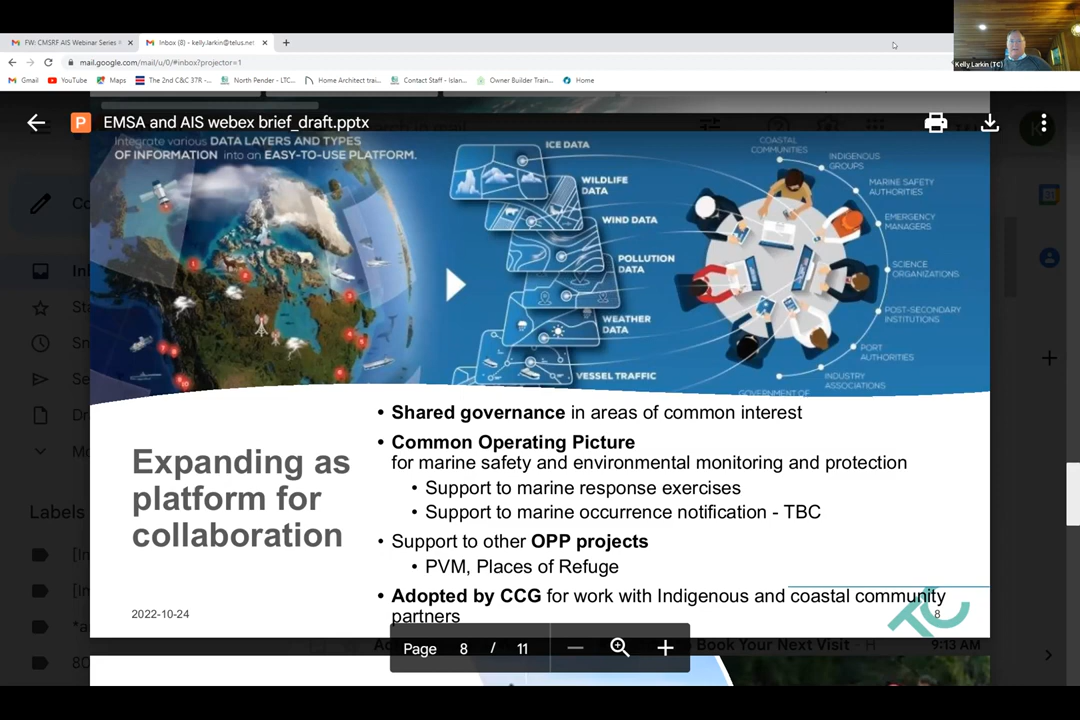 FW: CMSRF AIS Webinar Series
Inbox (8) - kelly.larkin@telus.net
mail.google.com/mail/u/0/#inbox?projector=1
Gmail
YouTube
Maps
The 2nd C&C 37R -...
North Pender - LTC...
Home Architect trai...
Contact Staff - Islan...
Owner Builder Train...
Home
Kelly Larkin (TC)
P
EMSA and AIS webex brief_draft.pptx
Integrate various DATA LAYERS AND TYPES
OF INFORMATION into an EASY-TO-USE PLATFORM.
ICE DATA
WILDLIFE
DATA
WIND DATA
POLLUTION
DATA
WEATHER
DATA
VESSEL TRAFFIC
COASTAL
COMMUNITIES
INDIGENOUS
GROUPS
MARINE SAFETY
AUTHORITIES
EMERGENCY
MANAGERS
SCIENCE
ORGANIZATIONS
POST-SECONDARY
INSTITUTIONS
PORT
AUTHORITIES
INDUSTRY
ASSOCIATIONS
GOVERNMENT OF
Expanding as
platform for
collaboration
• Shared governance in areas of common interest
• Common Operating Picture
for marine safety and environmental monitoring and protection
• Support to marine response exercises
• Support to marine occurrence notification - TBC
• Support to other OPP projects
• PVM, Places of Refuge
• Adopted by CCG for work with Indigenous and coastal community
partners
2022-10-24
8
TC
Page 8 / 11
Book Your Next Visit - H
9:13 AM
Labels